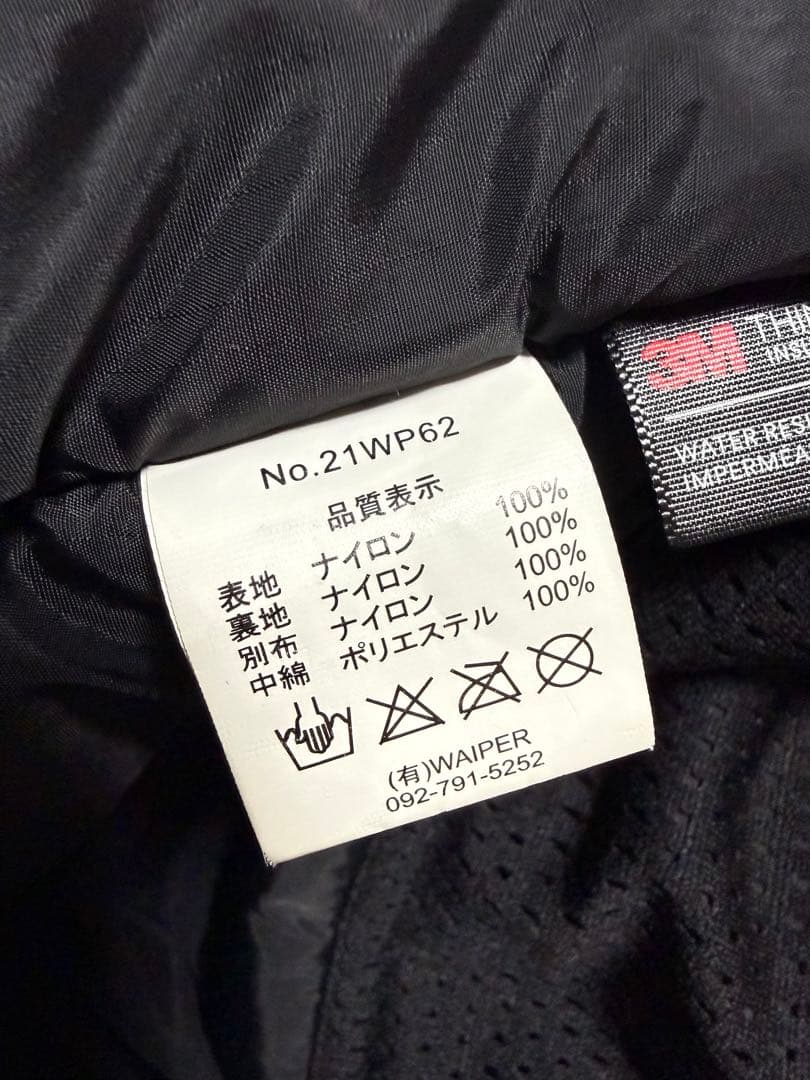 No.21WP62
品質表示
表地 ナイロン 100%
裏地 ナイロン 100%
別布 ナイロン 100%
中綿 ポリエステル 100%
(有)WAIPER
092-791-5252
3M